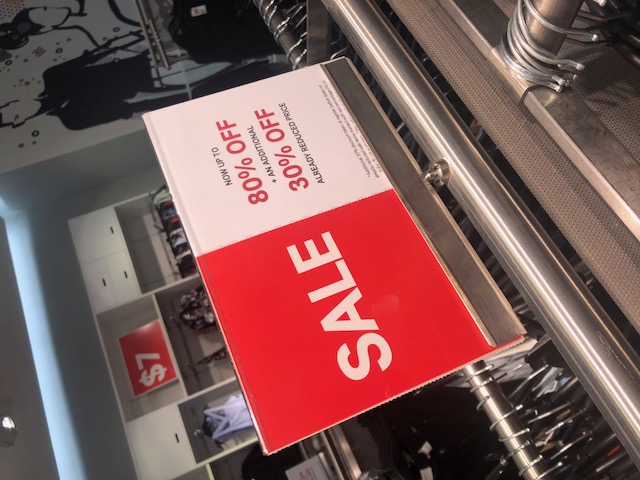 SALE
NOW UP TO
80% OFF
+ AN ADDITIONAL
30% OFF
ALREADY REDUCED PRICE
$7